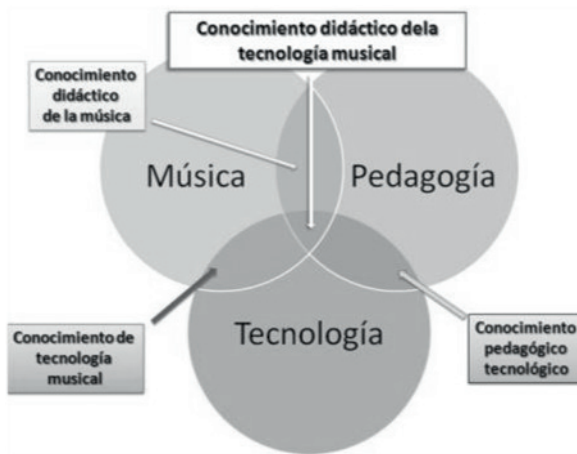 Conocimiento didáctico dela
tecnología musical
Conocimiento
didáctico
de la música
Música
Pedagogía
Tecnología
Conocimiento de
tecnología
musical
Conocimiento
pedagógico
tecnológico